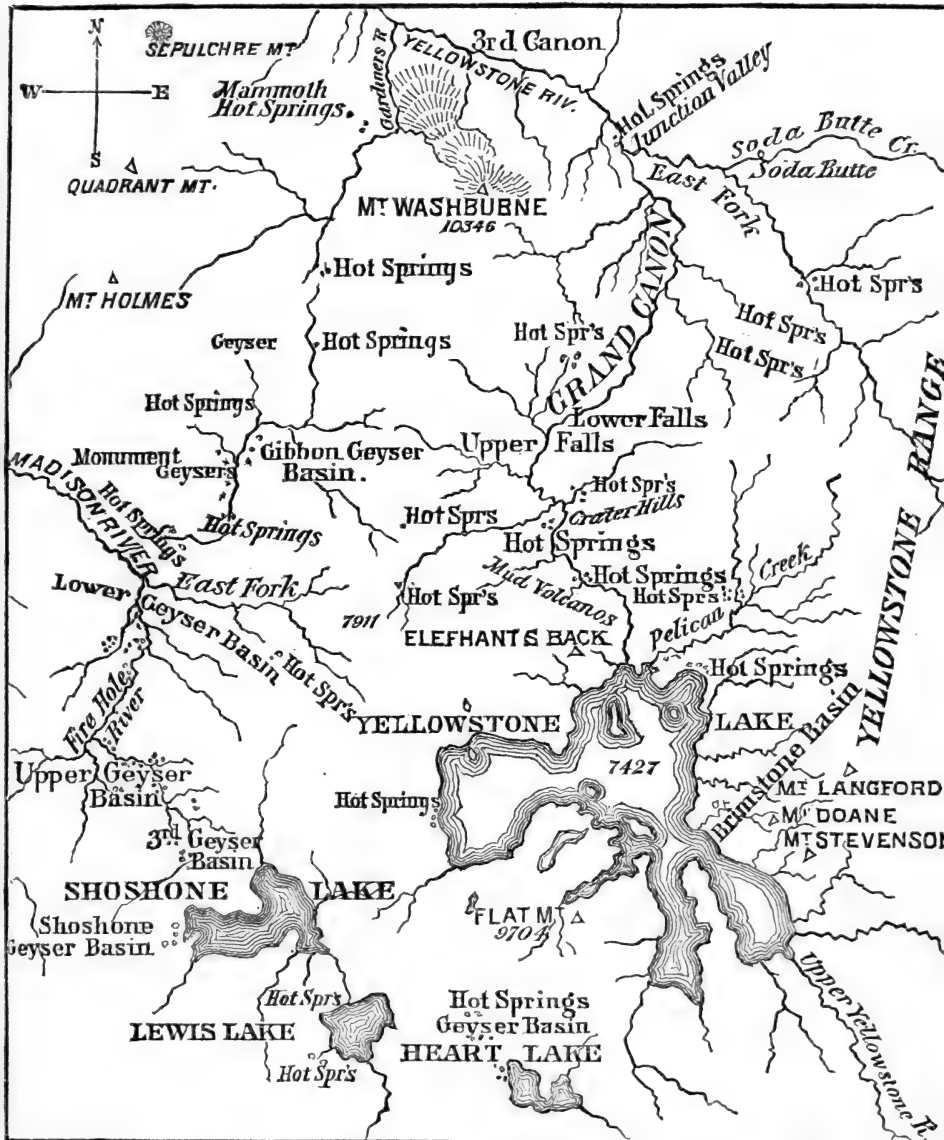 N
SEPULCHRE MT.
W E
S
Mammoth
Hot Springs
Gardiners R
YELLOWSTONE RIV.
3rd Canon
Hot Springs
Junction Valley
Soda Butte Cr.
Soda Butte
East Fork
QUADRANT MT.
MT. WASHBURNE
10346
MT. HOLMES
Hot Springs
Hot Spr's
Geyser
Hot Springs
Hot Spr's
GRAND CANON
Hot Spr's
Hot Spr's
YELLOWSTONE RANGE
Hot Springs
Lower Falls
Upper Falls
Monument
Geysers
Gibbon Geyser
Basin.
MADISON RIVER
Hot Springs
Hot Springs
Hot Sprs
Hot Spr's
Crater Hills
Hot Springs
Mud Volcanos
Hot Springs
Hot Spr's
Pelican Creek
Lower Geyser Basin
East Fork
Hot Spr's
7911
Hot Spr's
ELEFHANTS BACK
Hot Springs
Fire Hole
River
YELLOWSTONE LAKE
7427
Brimstone Basin
Upper Geyser
Basin
Hot Springs
MT. LANGFORD
MT. DOANE
MT. STEVENSON
3rd Geyser
Basin
SHOSHONE LAKE
FLAT MT.
9704
Shoshone
Geyser Basin
Upper Yellowstone R
Hot Spr's
LEWIS LAKE
Hot Spr's
Hot Springs
Geyser Basin
HEART LAKE